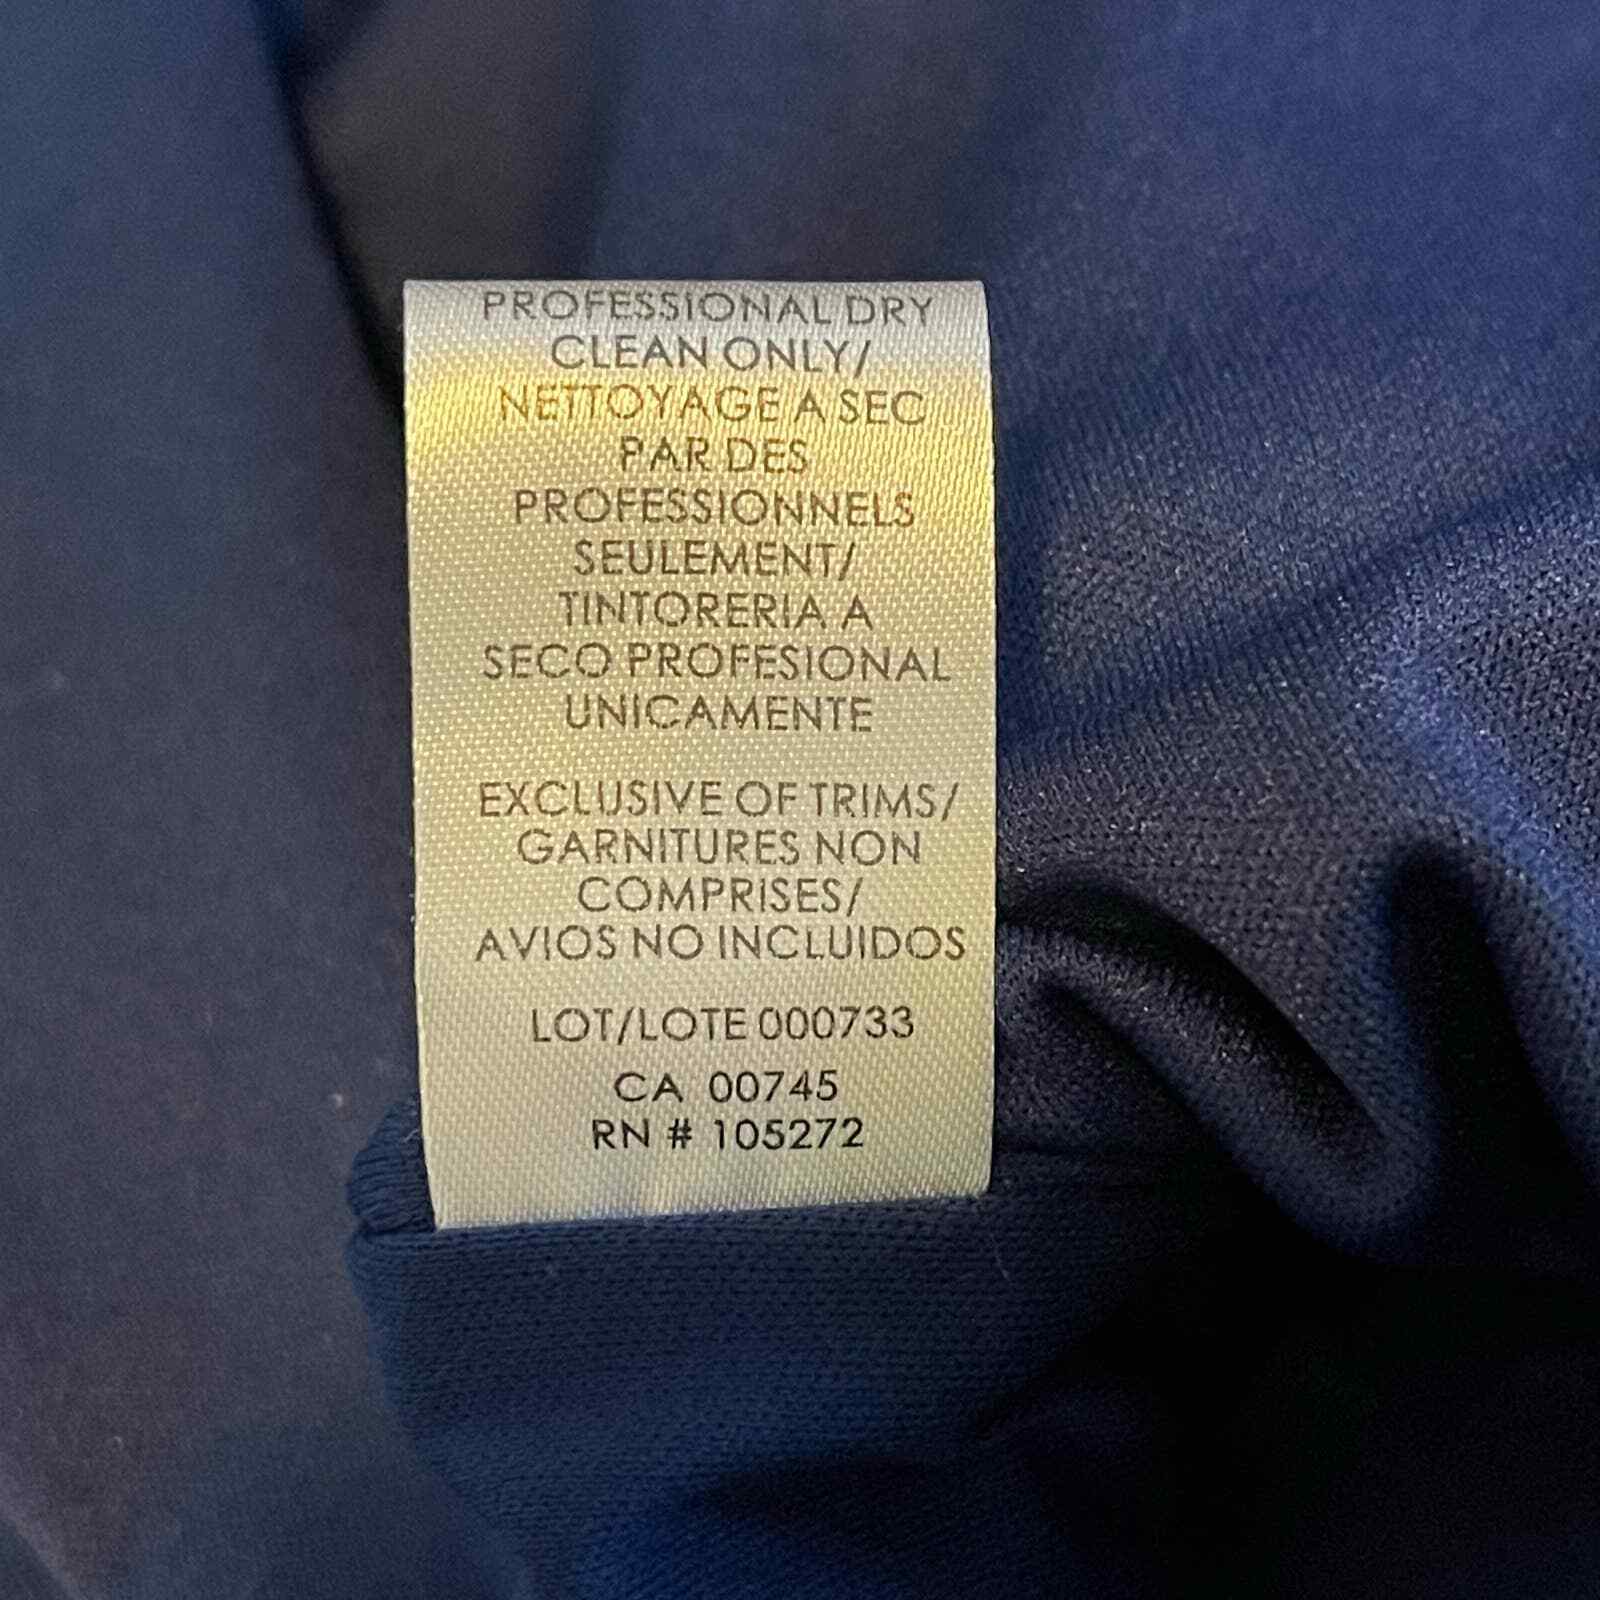 PROFESSIONAL DRY
CLEAN ONLY/
NETTOYAGE A SEC
PAR DES
PROFESSIONNELS
SEULEMENT/
TINTORERIA A
SECO PROFESIONAL
UNICAMENTE
EXCLUSIVE OF TRIMS/
GARNITURES NON
COMPRISES/
AVIOS NO INCLUIDOS
LOT/LOTE 000733
CA 00745
RN # 105272